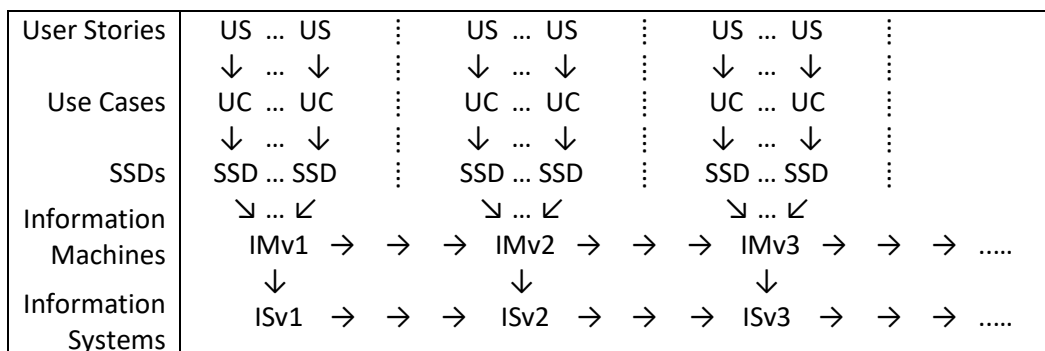 User Stories US … US ⋮ US … US ⋮ US … US ⋮
↓ … ↓ ↓ … ↓ ↓ … ↓
Use Cases UC … UC ⋮ UC … UC ⋮ UC … UC ⋮
↓ … ↓ ↓ … ↓ ↓ … ↓
SSDs SSD … SSD ⋮ SSD … SSD ⋮ SSD … SSD ⋮
Information ↘ … ↙ ↘ … ↙ ↘ … ↙
Machines IMv1 → → → IMv2 → → → IMv3 → → → …..
↓ ↓ ↓
Information
Systems ISv1 → → → ISv2 → → → ISv3 → → → …..